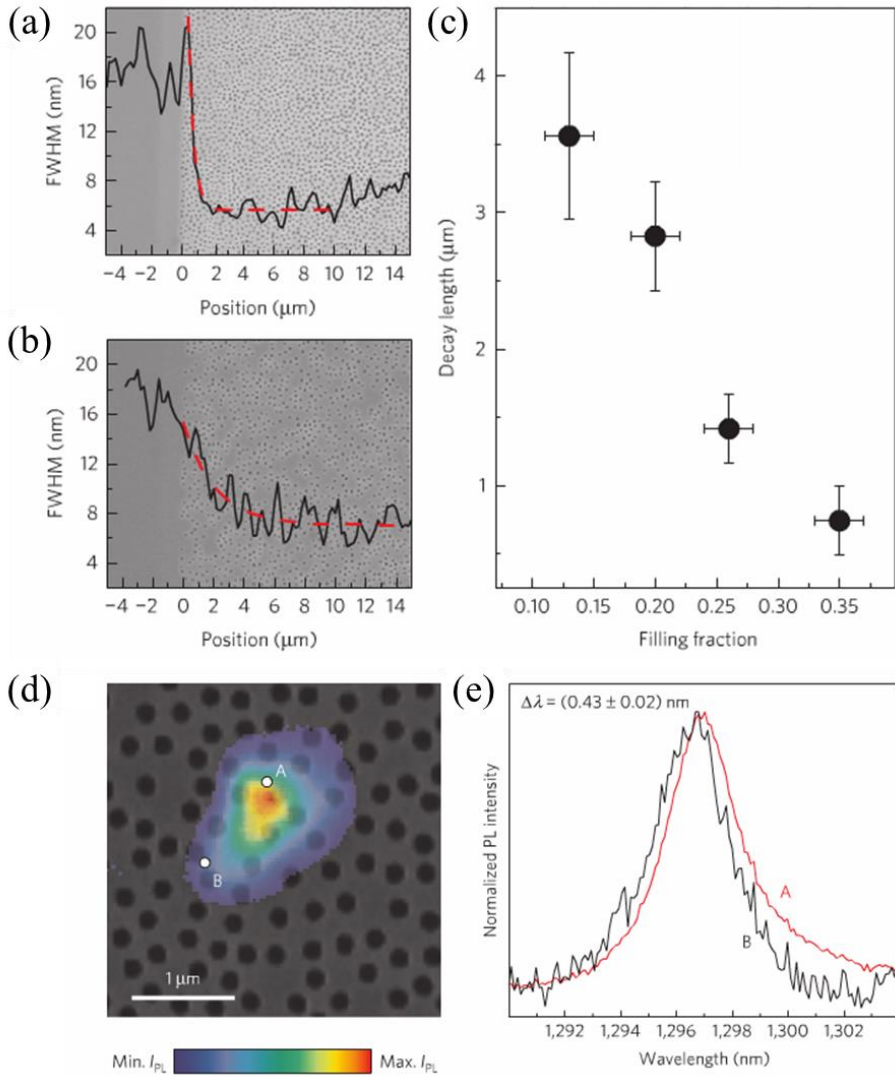 (a)
FWHM (nm)
20
16
12
8
4
−4 −2 0 2 4 6 8 10 12 14
Position (μm)
(b)
FWHM (nm)
20
16
12
8
4
−4 −2 0 2 4 6 8 10 12 14
Position (μm)
(c)
Decay length (μm)
4
3
2
1
0.10 0.15 0.20 0.25 0.30 0.35
Filling fraction
(d)
A
B
1 μm
Min. I_PL Max. I_PL
(e)
Δλ = (0.43 ± 0.02) nm
Normalized PL intensity
A
B
1,292 1,294 1,296 1,298 1,300 1,302
Wavelength (nm)